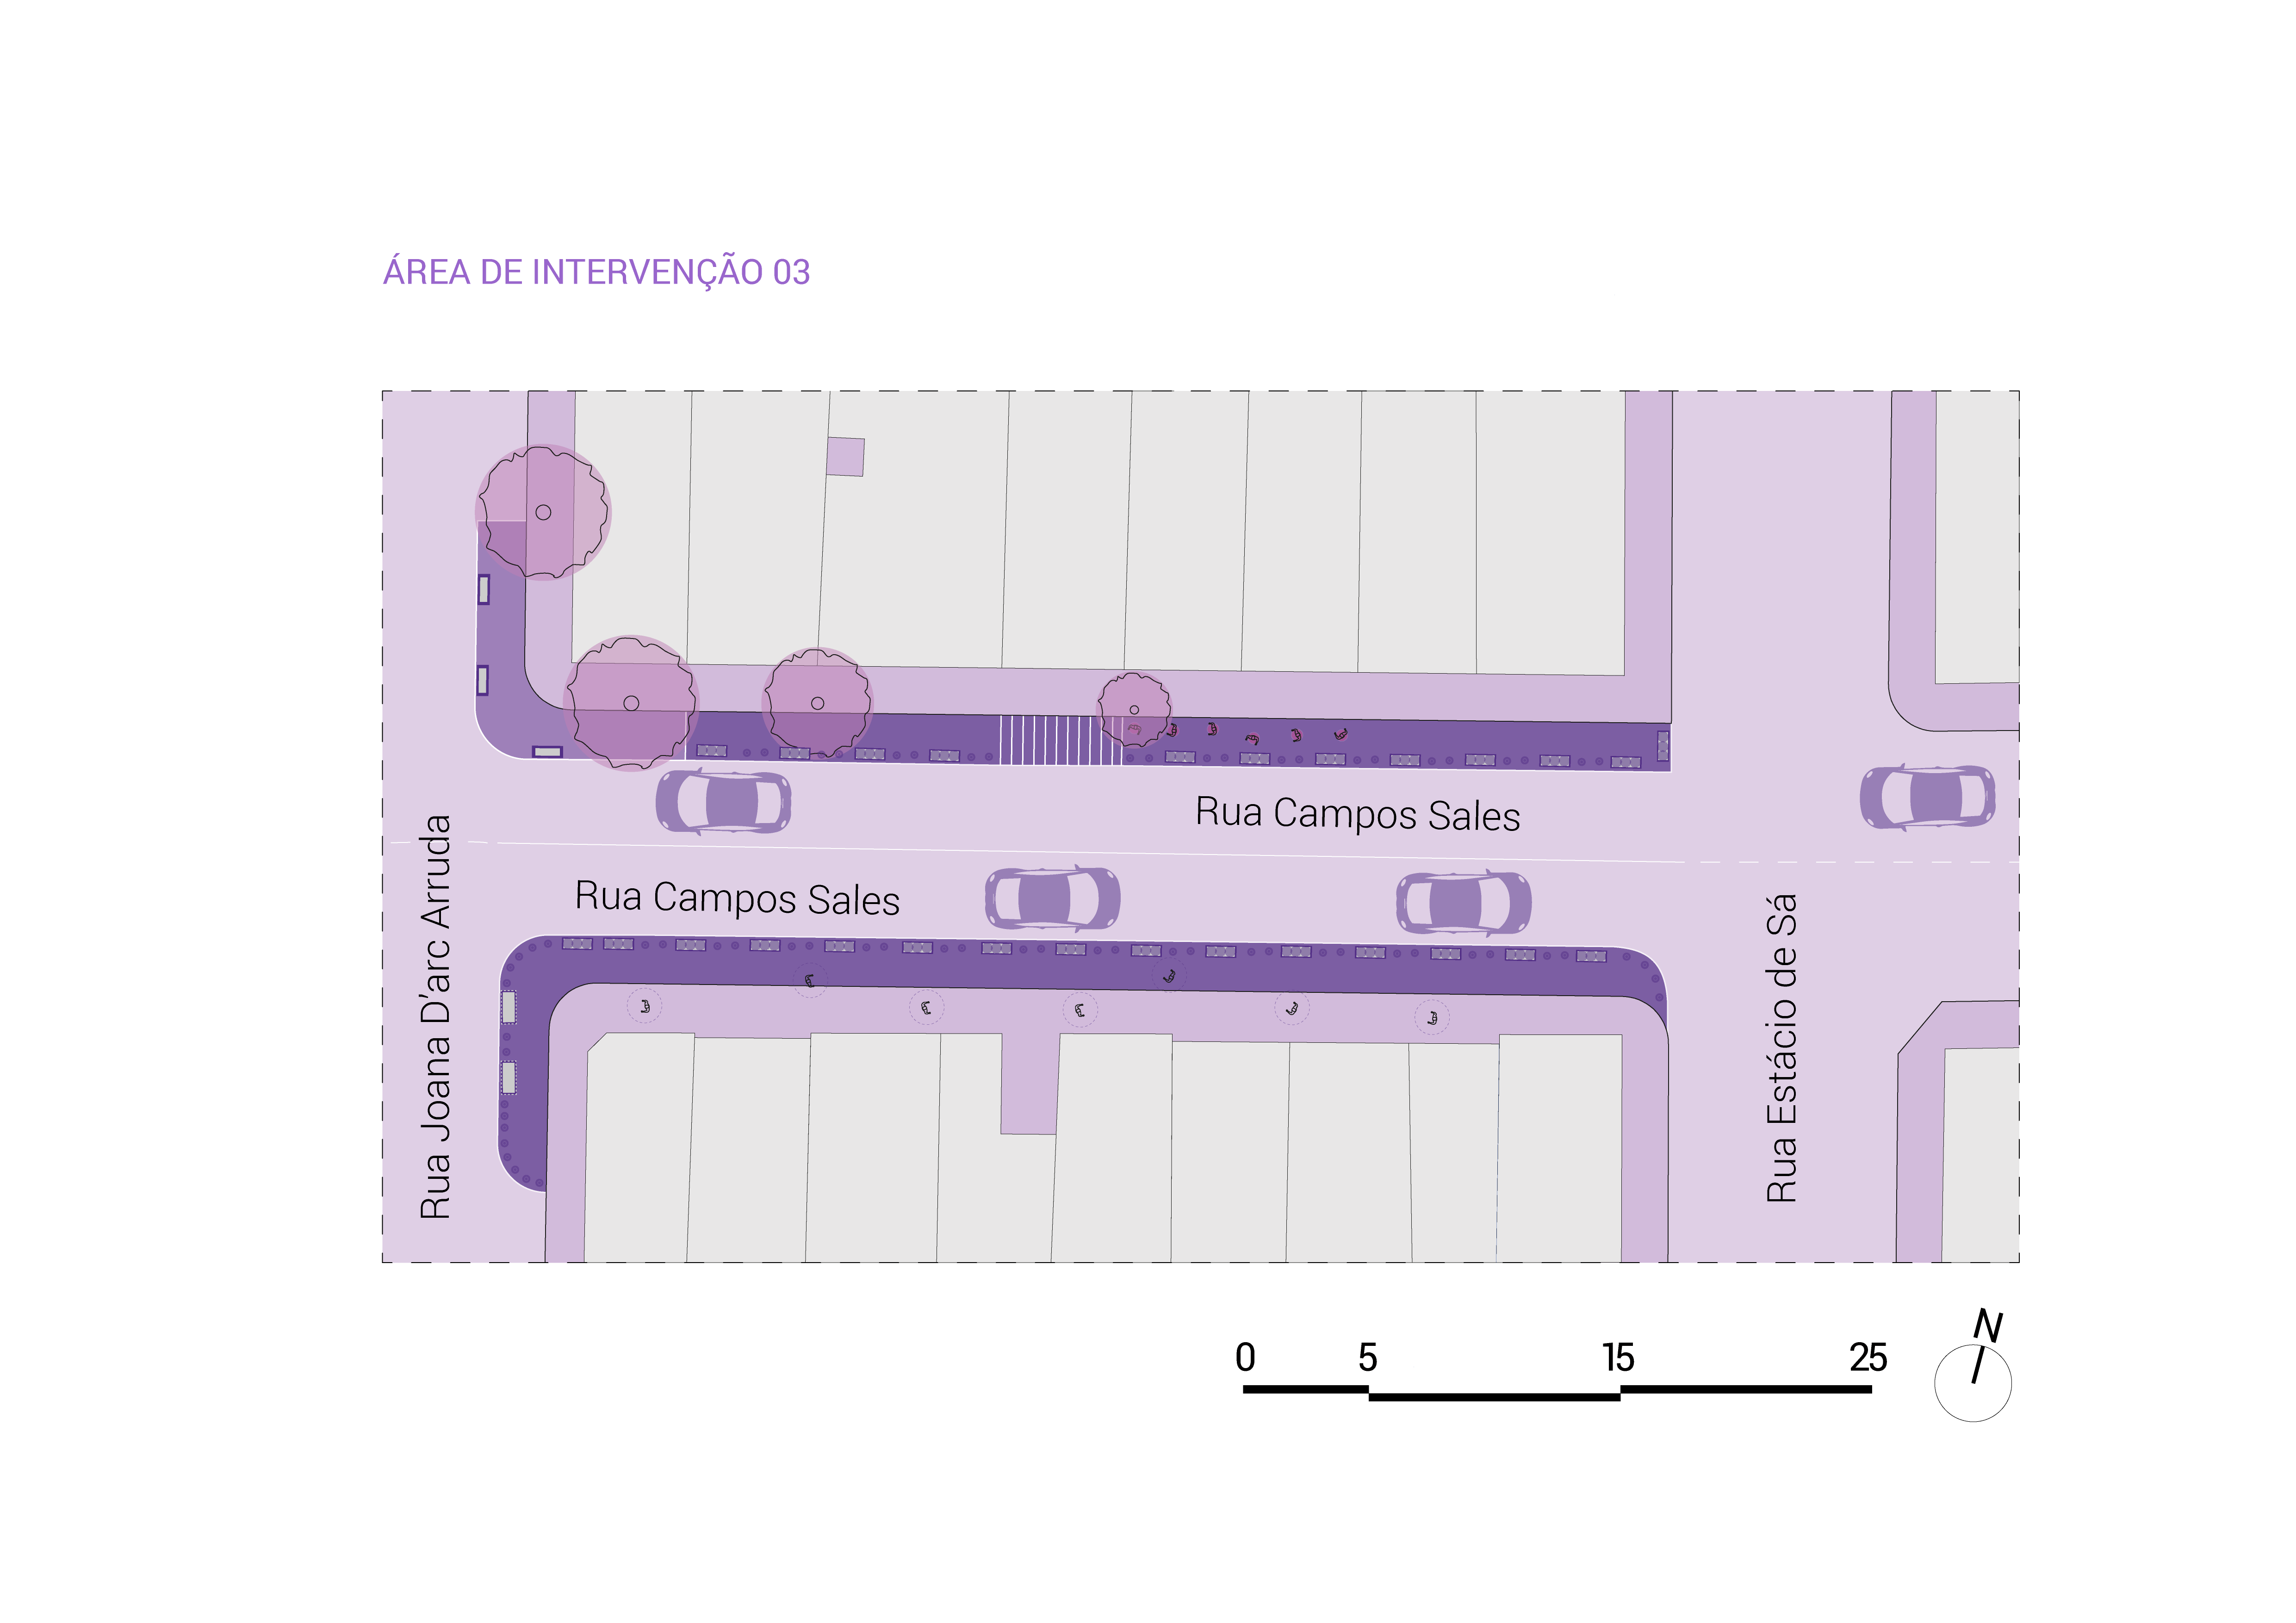 ÁREA DE INTERVENÇÃO 03
Rua Campos Sales
Rua Campos Sales
Rua Joana D'arc Arruda
Rua Estácio de Sá
0 5 15 25
N